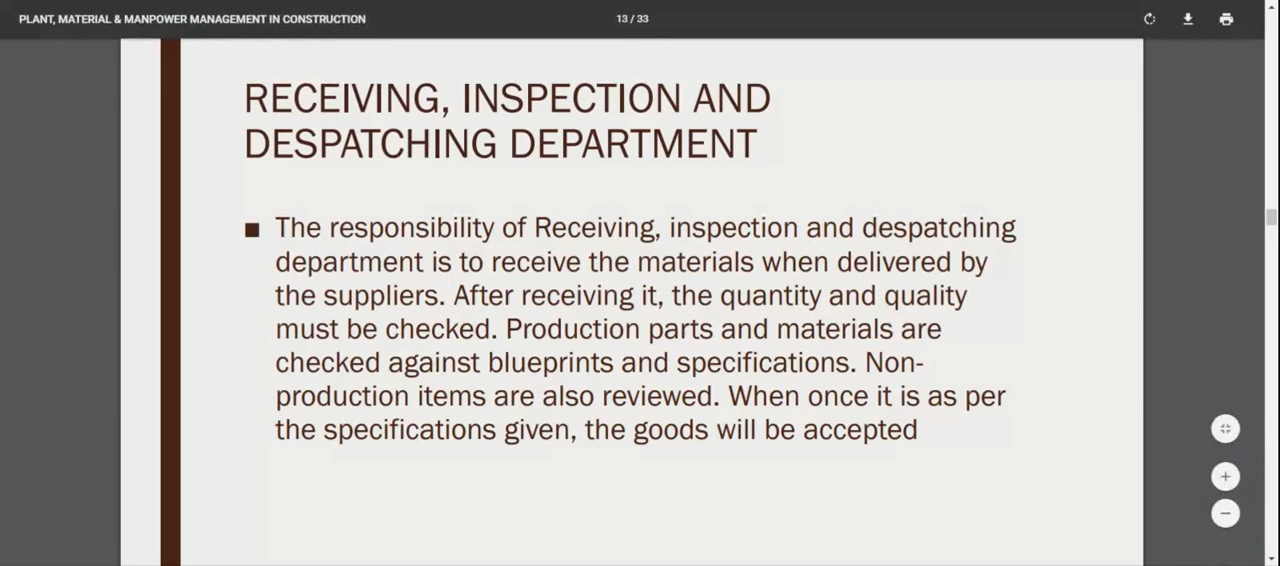 PLANT, MATERIAL & MANPOWER MANAGEMENT IN CONSTRUCTION
13 / 33
RECEIVING, INSPECTION AND
DESPATCHING DEPARTMENT
■ The responsibility of Receiving, inspection and despatching
department is to receive the materials when delivered by
the suppliers. After receiving it, the quantity and quality
must be checked. Production parts and materials are
checked against blueprints and specifications. Non-
production items are also reviewed. When once it is as per
the specifications given, the goods will be accepted